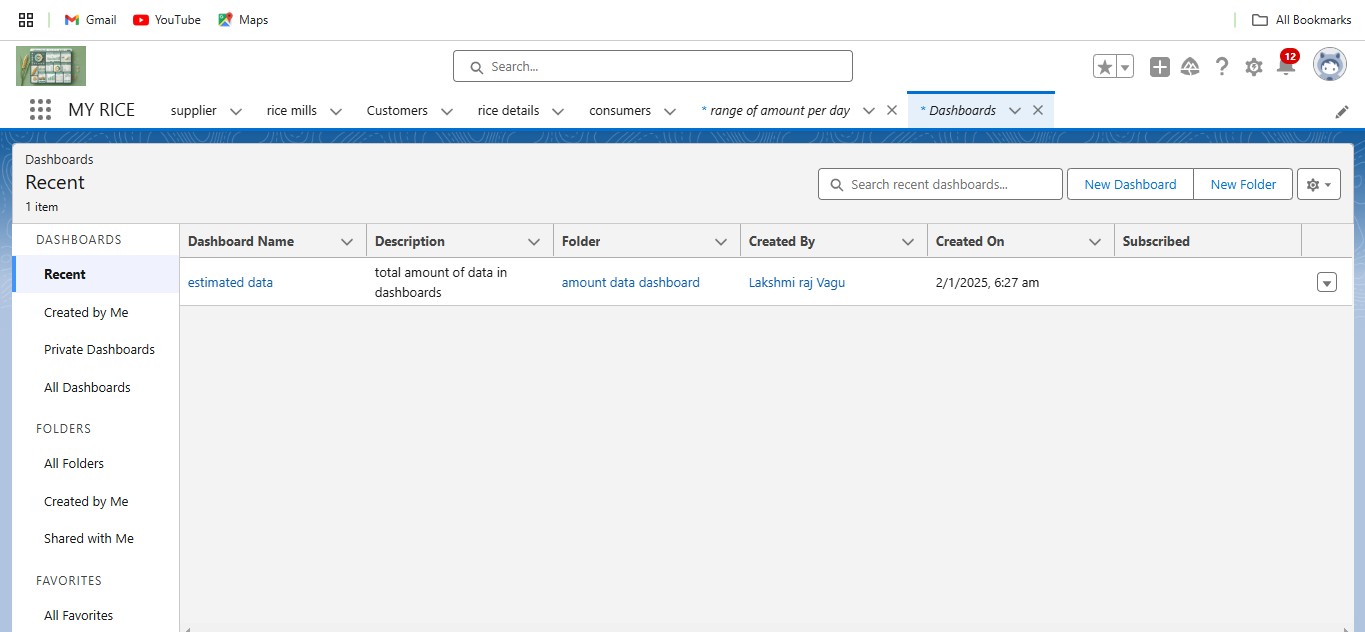 Gmail YouTube Maps All Bookmarks
Search... 12
MY RICE supplier rice mills Customers rice details consumers * range of amount per day * Dashboards
Dashboards
Recent
1 item
Search recent dashboards... New Dashboard New Folder
DASHBOARDS
Recent
Created by Me
Private Dashboards
All Dashboards
FOLDERS
All Folders
Created by Me
Shared with Me
FAVORITES
All Favorites
Dashboard Name Description Folder Created By Created On Subscribed
estimated data total amount of data in amount data dashboard Lakshmi raj Vagu 2/1/2025, 6:27 am
dashboards